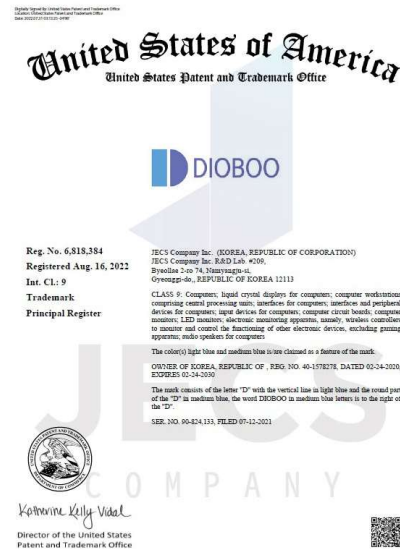 Digitally Signed By: United States Patent and Trademark Office
Location: United States Patent and Trademark Office
United States of America
United States Patent and Trademark Office
DIOBOO
Reg. No. 6,818,384
Registered Aug. 16, 2022
Int. Cl.: 9
Trademark
Principal Register
JECS Company Inc. (KOREA, REPUBLIC OF CORPORATION)
JECS Company Inc. R&D Lab. #209,
Byeollae 2-ro 74, Namyangju-si,
Gyeonggi-do,, REPUBLIC OF KOREA 12113
CLASS 9: Computers; liquid crystal displays for computers; computer workstations
comprising central processing units; interfaces for computers; interfaces and peripheral
devices for computers; input devices for computers; computer circuit boards; computer
monitors; LED monitors; electronic monitoring apparatus, namely, wireless controllers
to monitor and control the functioning of other electronic devices, excluding gaming
apparatus; audio speakers for computers
The color(s) light blue and medium blue is/are claimed as a feature of the mark.
OWNER OF KOREA, REPUBLIC OF , REG. NO. 40-1578278, DATED 02-24-2020,
EXPIRES 02-24-2030
The mark consists of the letter "D" with the vertical line in light blue and the round part
of the "D" in medium blue, the word DIOBOO in medium blue letters is to the right of
the "D".
SER. NO. 90-824,133, FILED 07-12-2021
JECS
COMPANY
Katherine Kelly Vidal
Director of the United States
Patent and Trademark Office